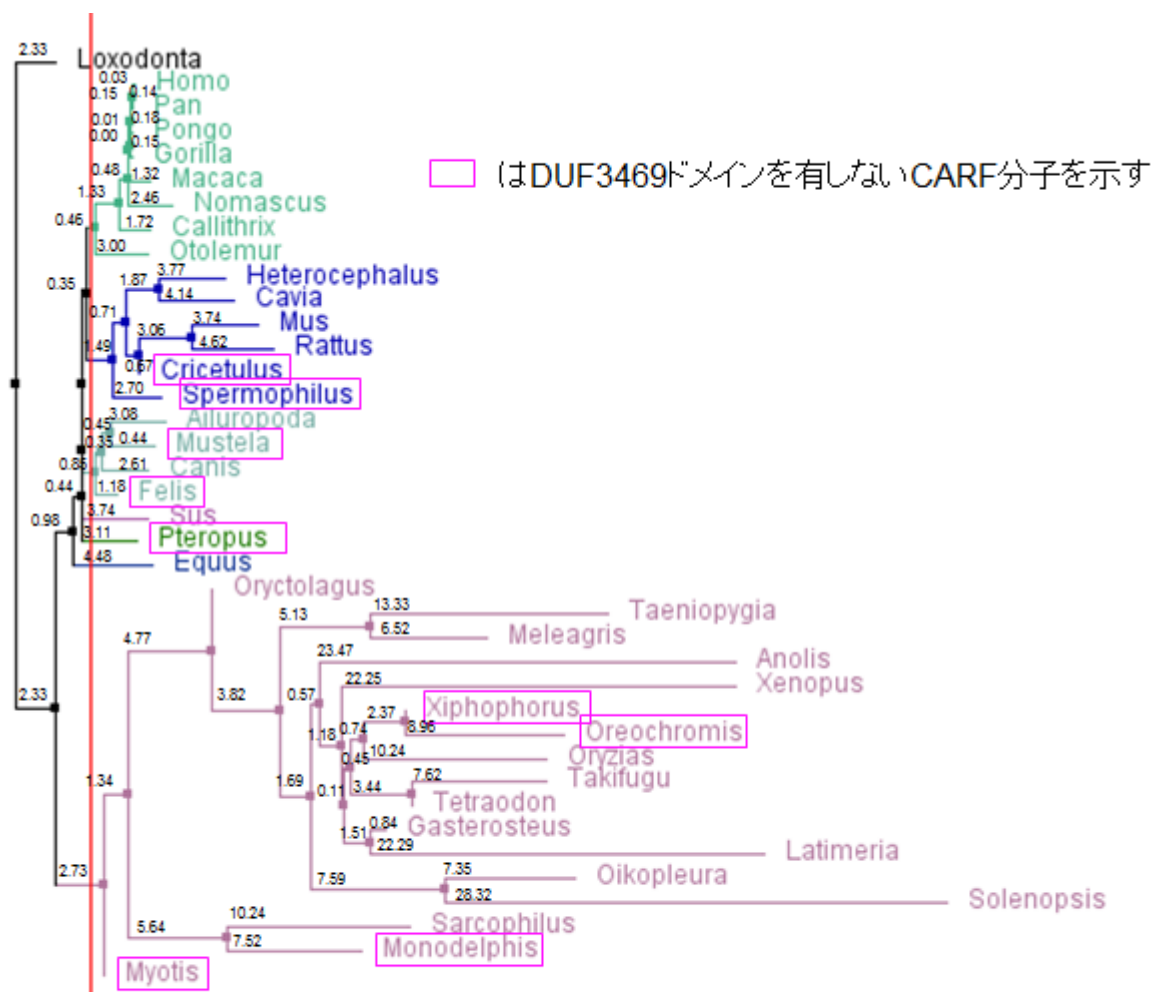 2.33
Loxodonta
0.03
Homo
0.15 0.14
Pan
0.01 0.18
Pongo
0.00
0.15
Gorilla
はDUF3469ドメインを有しないCARF分子を示す
0.48 1.32
Macaca
1.33
2.46
Nomascus
0.46
1.72
Callithrix
3.00
Otolemur
0.35
1.87
3.77
Heterocephalus
4.14
Cavia
0.71
3.74
Mus
3.06
4.62
Rattus
1.49
0.67
Cricetulus
2.70
Spermophilus
0.45
3.08
Ailuropoda
0.35
0.44
Mustela
0.85
2.61
Canis
0.44
1.18
Felis
3.74
Sus
0.98
3.11
Pteropus
4.48
Equus
Oryctolagus
5.13
13.33
Taeniopygia
6.52
Meleagris
4.77
23.47
Anolis
3.82
0.57
22.25
Xenopus
2.37
Xiphophorus
1.18
0.74
8.96
Oreochromis
2.33
0.45
10.24
Oryzias
1.34
1.69
0.11
3.44
7.62
Takifugu
Tetraodon
0.84
Gasterosteus
1.51
22.29
Latimeria
2.73
7.59
7.35
Oikopleura
28.32
Solenopsis
5.64
10.24
Sarcophilus
7.52
Monodelphis
Myotis